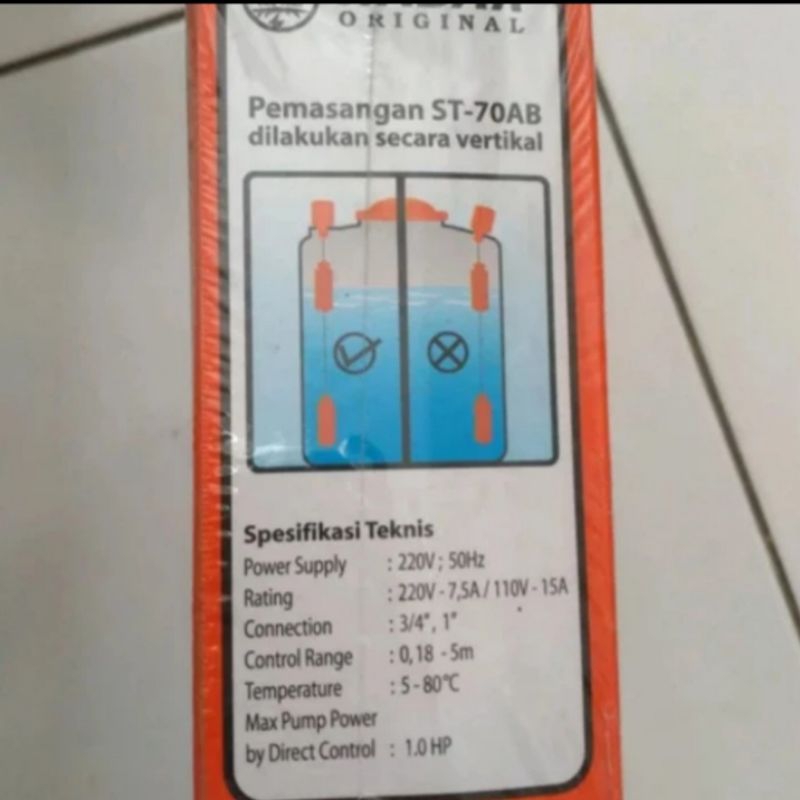 ORIGINAL
Pemasangan ST-70AB
dilakukan secara vertikal
Spesifikasi Teknis
Power Supply : 220V ; 50Hz
Rating : 220V - 7,5A / 110V - 15A
Connection : 3/4", 1"
Control Range : 0,18 - 5m
Temperature : 5 - 80°C
Max Pump Power
by Direct Control : 1.0 HP